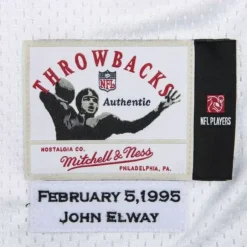 THROWBACKS
NFL
Authentic
NFL PLAYERS
NOSTALGIA CO.
Mitchell & Ness
PHILADELPHIA, PA.
FEBRUARY 5,1995
JOHN ELWAY